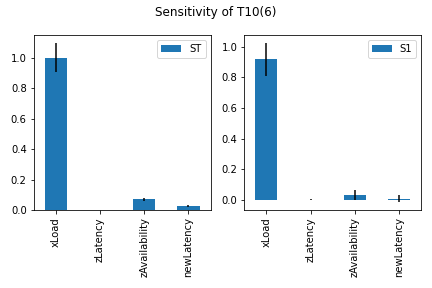 Sensitivity of T10(6)
ST
1.0
0.8
0.6
0.4
0.2
0.0
xLoad
zLatency
zAvailability
newLatency
S1
1.0
0.8
0.6
0.4
0.2
0.0
xLoad
zLatency
zAvailability
newLatency